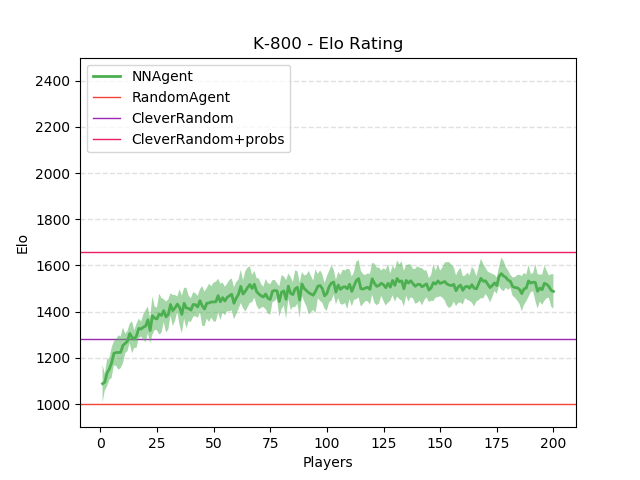 K-800 - Elo Rating
NNAgent
RandomAgent
CleverRandom
CleverRandom+probs
2400
2200
2000
1800
1600
1400
1200
1000
Elo
0 25 50 75 100 125 150 175 200
Players